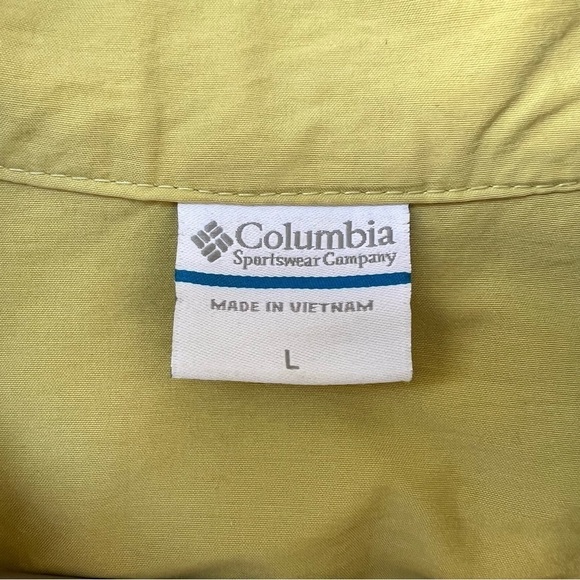 Columbia
Sportswear Company
MADE IN VIETNAM
L